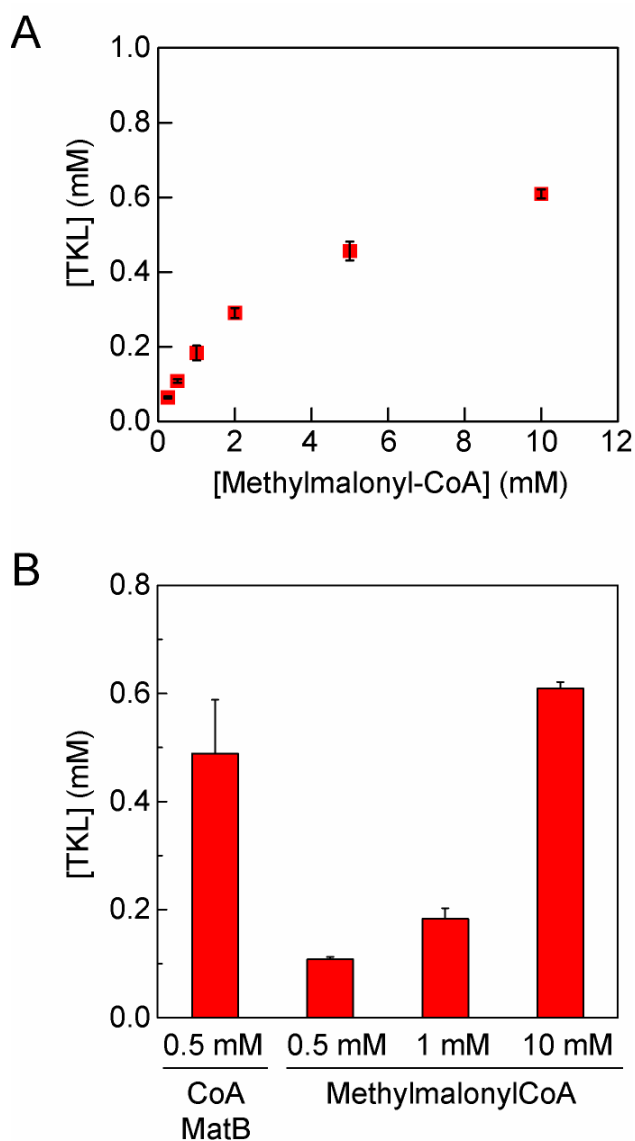 A
1.0
0.8
0.6
0.4
0.2
0.0
[TKL] (mM)
0 2 4 6 8 10 12
[Methylmalonyl-CoA] (mM)
B
0.8
0.6
0.4
0.2
0.0
[TKL] (mM)
0.5 mM 0.5 mM 1 mM 10 mM
CoA MethylmalonylCoA
MatB